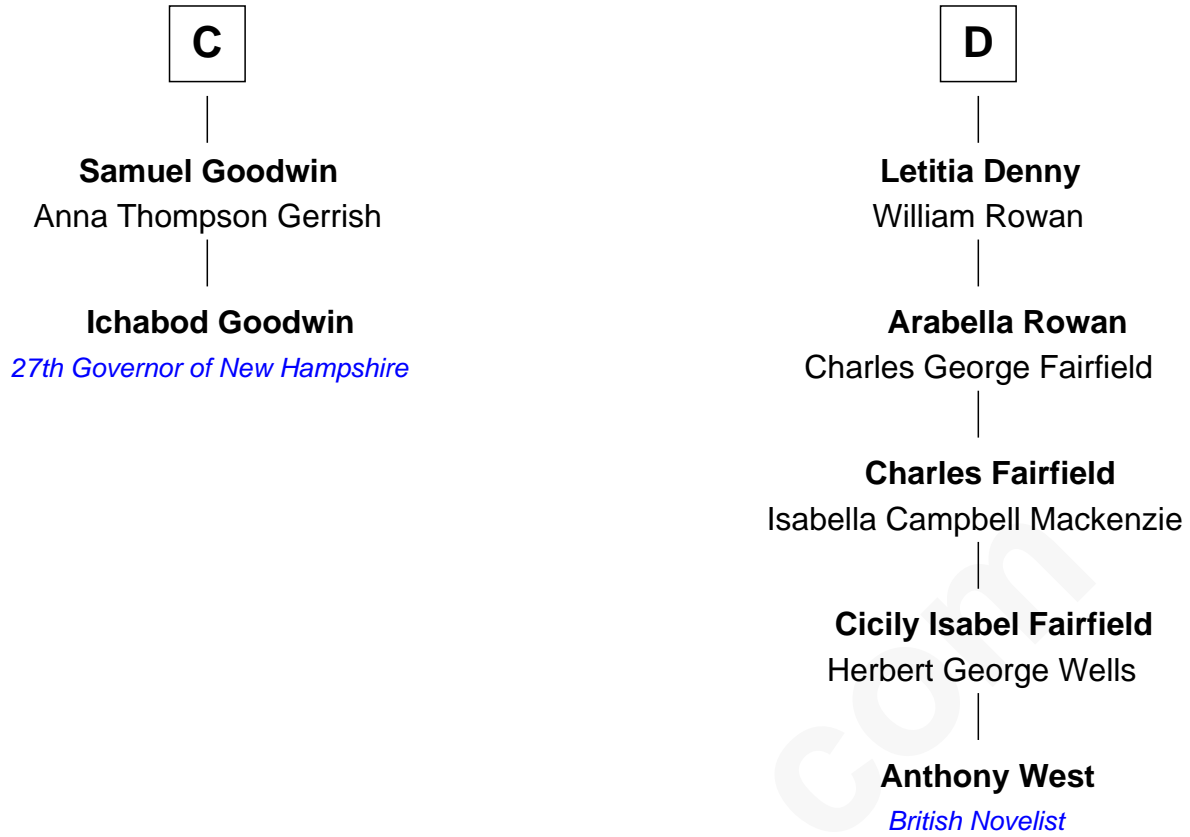 C
Samuel Goodwin
Anna Thompson Gerrish
Ichabod Goodwin
27th Governor of New Hampshire
D
Letitia Denny
William Rowan
Arabella Rowan
Charles George Fairfield
Charles Fairfield
Isabella Campbell Mackenzie
Cicily Isabel Fairfield
Herbert George Wells
Anthony West
British Novelist
com